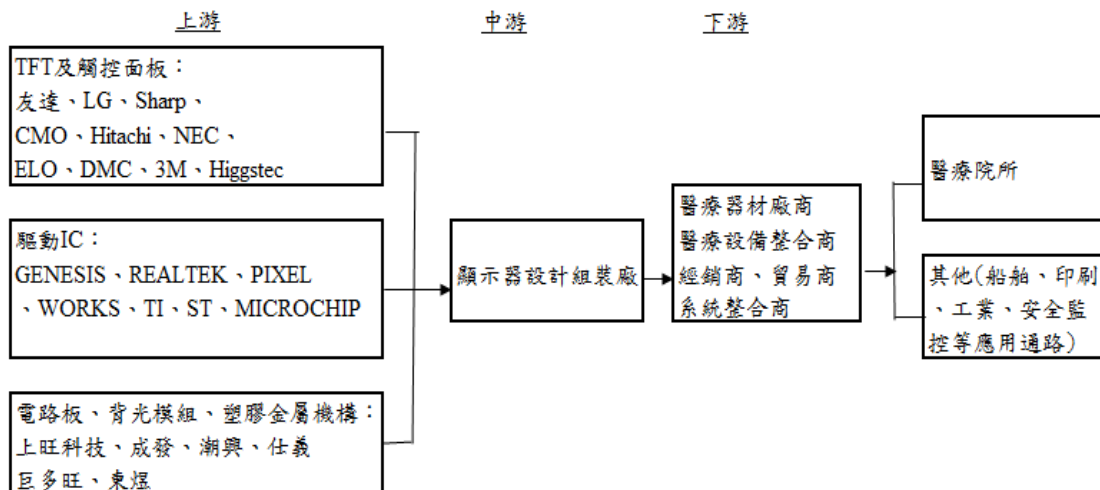 上游
中游
下游
TFT及觸控面板：
友達、LG、Sharp、
CMO、Hitachi、NEC、
ELO、DMC、3M、Higgstec
驅動IC：
GENESIS、REALTEK、PIXEL
、WORKS、TI、ST、MICROCHIP
電路板、背光模組、塑膠金屬機構：
上旺科技、成發、潮興、仕義
巨多旺、東煜
顯示器設計組裝廠
醫療器材廠商
醫療設備整合商
經銷商、貿易商
系統整合商
醫療院所
其他(船舶、印刷
、工業、安全監
控等應用通路)